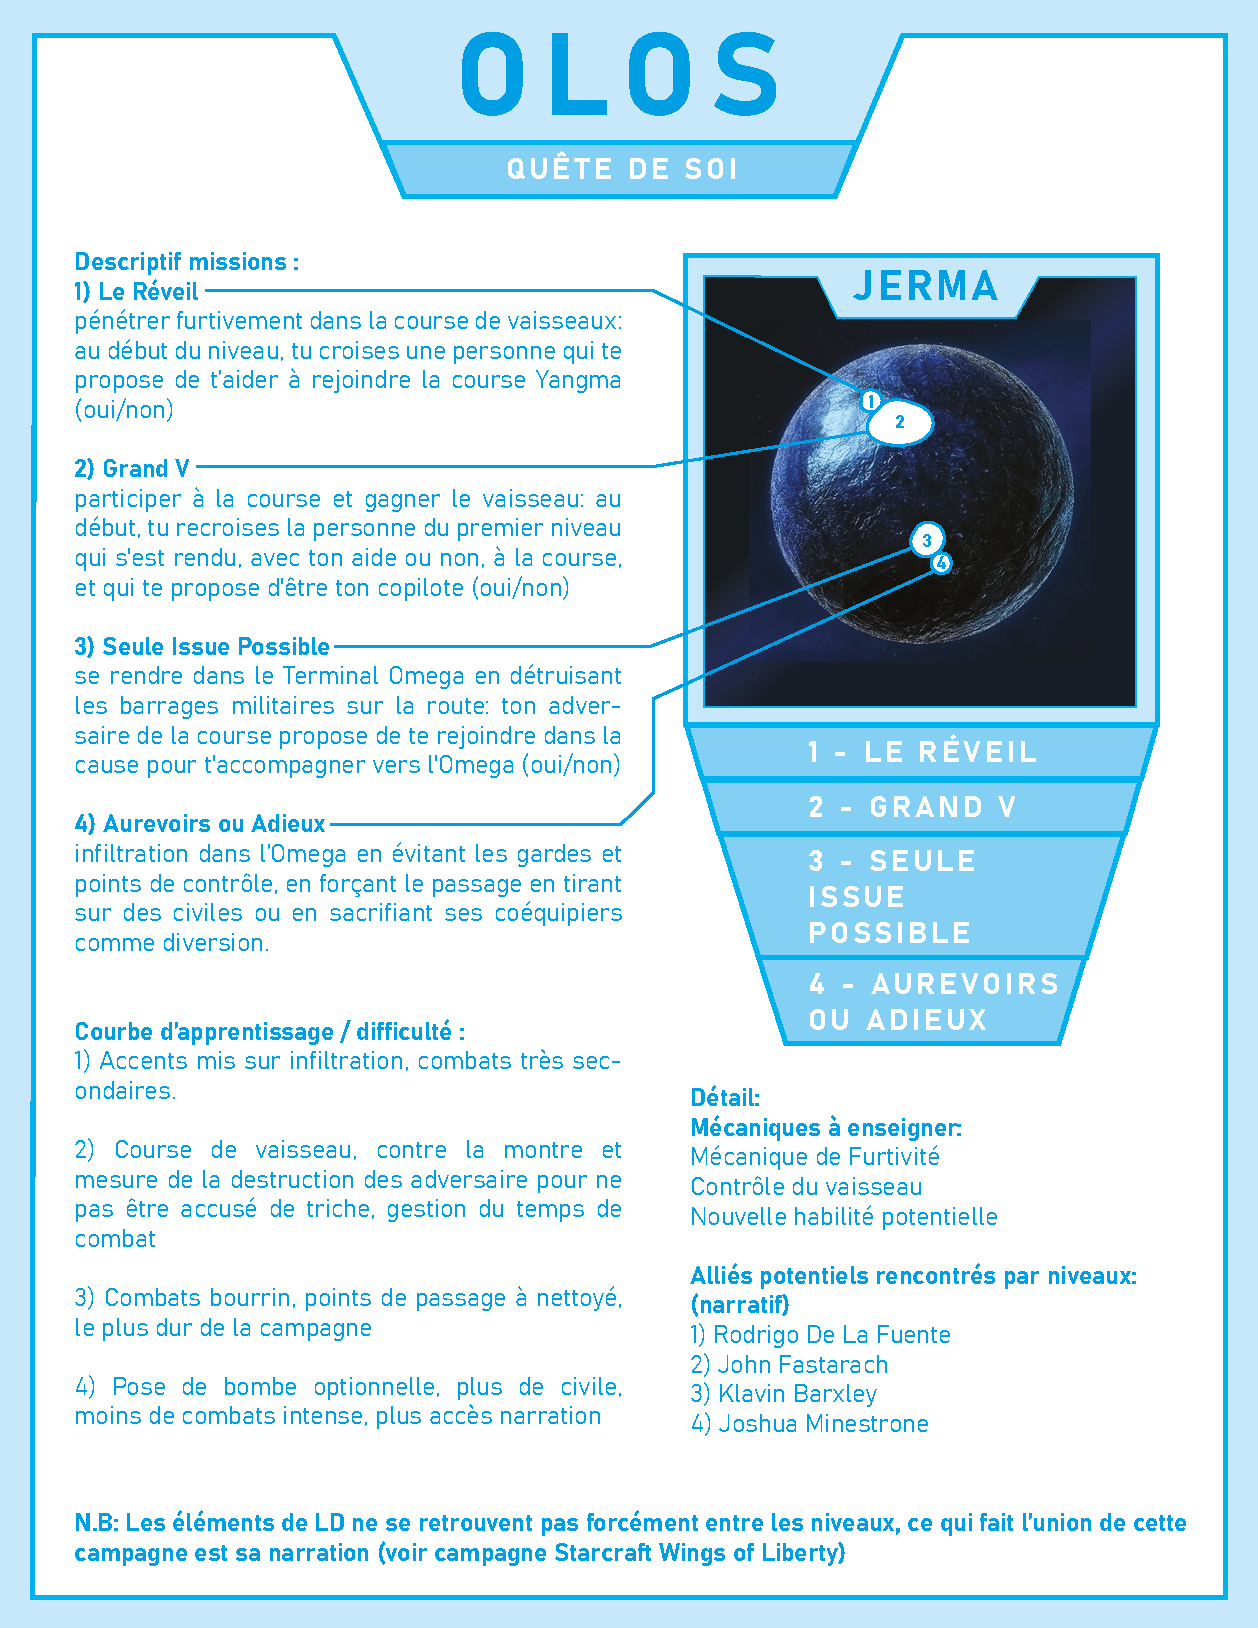 OLOS
QUÊTE DE SOI
Descriptif missions :
1) Le Réveil
pénétrer furtivement dans la course de vaisseaux:
au début du niveau, tu croises une personne qui te
propose de t'aider à rejoindre la course Yangma
(oui/non)
2) Grand V
participer à la course et gagner le vaisseau: au
début, tu recroises la personne du premier niveau
qui s'est rendu, avec ton aide ou non, à la course,
et qui te propose d'être ton copilote (oui/non)
3) Seule Issue Possible
se rendre dans le Terminal Omega en détruisant
les barrages militaires sur la route: ton adver-
saire de la course propose de te rejoindre dans la
cause pour t'accompagner vers l'Omega (oui/non)
4) Aurevoirs ou Adieux
infiltration dans l'Omega en évitant les gardes et
points de contrôle, en forçant le passage en tirant
sur des civiles ou en sacrifiant ses coéquipiers
comme diversion.
Courbe d'apprentissage / difficulté :
1) Accents mis sur infiltration, combats très sec-
ondaires.
2) Course de vaisseau, contre la montre et
mesure de la destruction des adversaire pour ne
pas être accusé de triche, gestion du temps de
combat
3) Combats bourrin, points de passage à nettoyé,
le plus dur de la campagne
4) Pose de bombe optionnelle, plus de civile,
moins de combats intense, plus accès narration
JERMA
1
2
3
4
1 - LE RÉVEIL
2 - GRAND V
3 - SEULE
ISSUE
POSSIBLE
4 - AUREVOIRS
OU ADIEUX
Détail:
Mécaniques à enseigner:
Mécanique de Furtivité
Contrôle du vaisseau
Nouvelle habilité potentielle
Alliés potentiels rencontrés par niveaux:
(narratif)
1) Rodrigo De La Fuente
2) John Fastarach
3) Klavin Barxley
4) Joshua Minestrone
N.B: Les éléments de LD ne se retrouvent pas forcément entre les niveaux, ce qui fait l'union de cette
campagne est sa narration (voir campagne Starcraft Wings of Liberty)